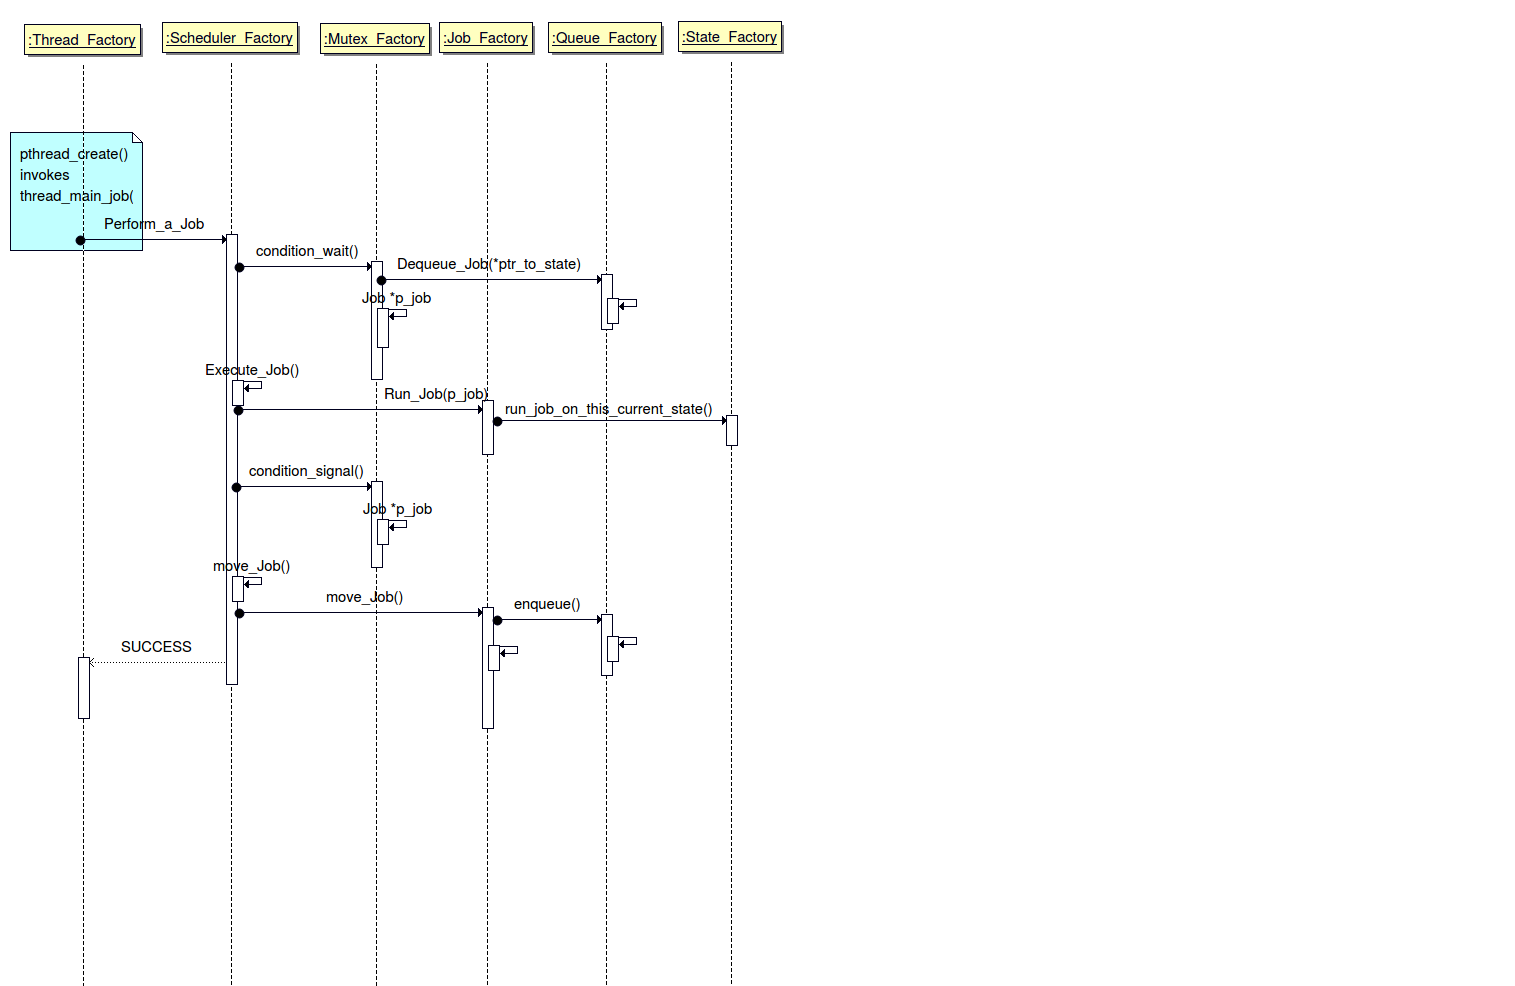 :Thread_Factory
:Scheduler_Factory
:Mutex_Factory
:Job_Factory
:Queue_Factory
:State_Factory
pthread_create()
invokes
thread_main_job(
Perform_a_Job
condition_wait()
Dequeue_Job(*ptr_to_state)
Job *p_job
Execute_Job()
Run_Job(p_job)
run_job_on_this_current_state()
condition_signal()
Job *p_job
move_Job()
move_Job()
enqueue()
SUCCESS